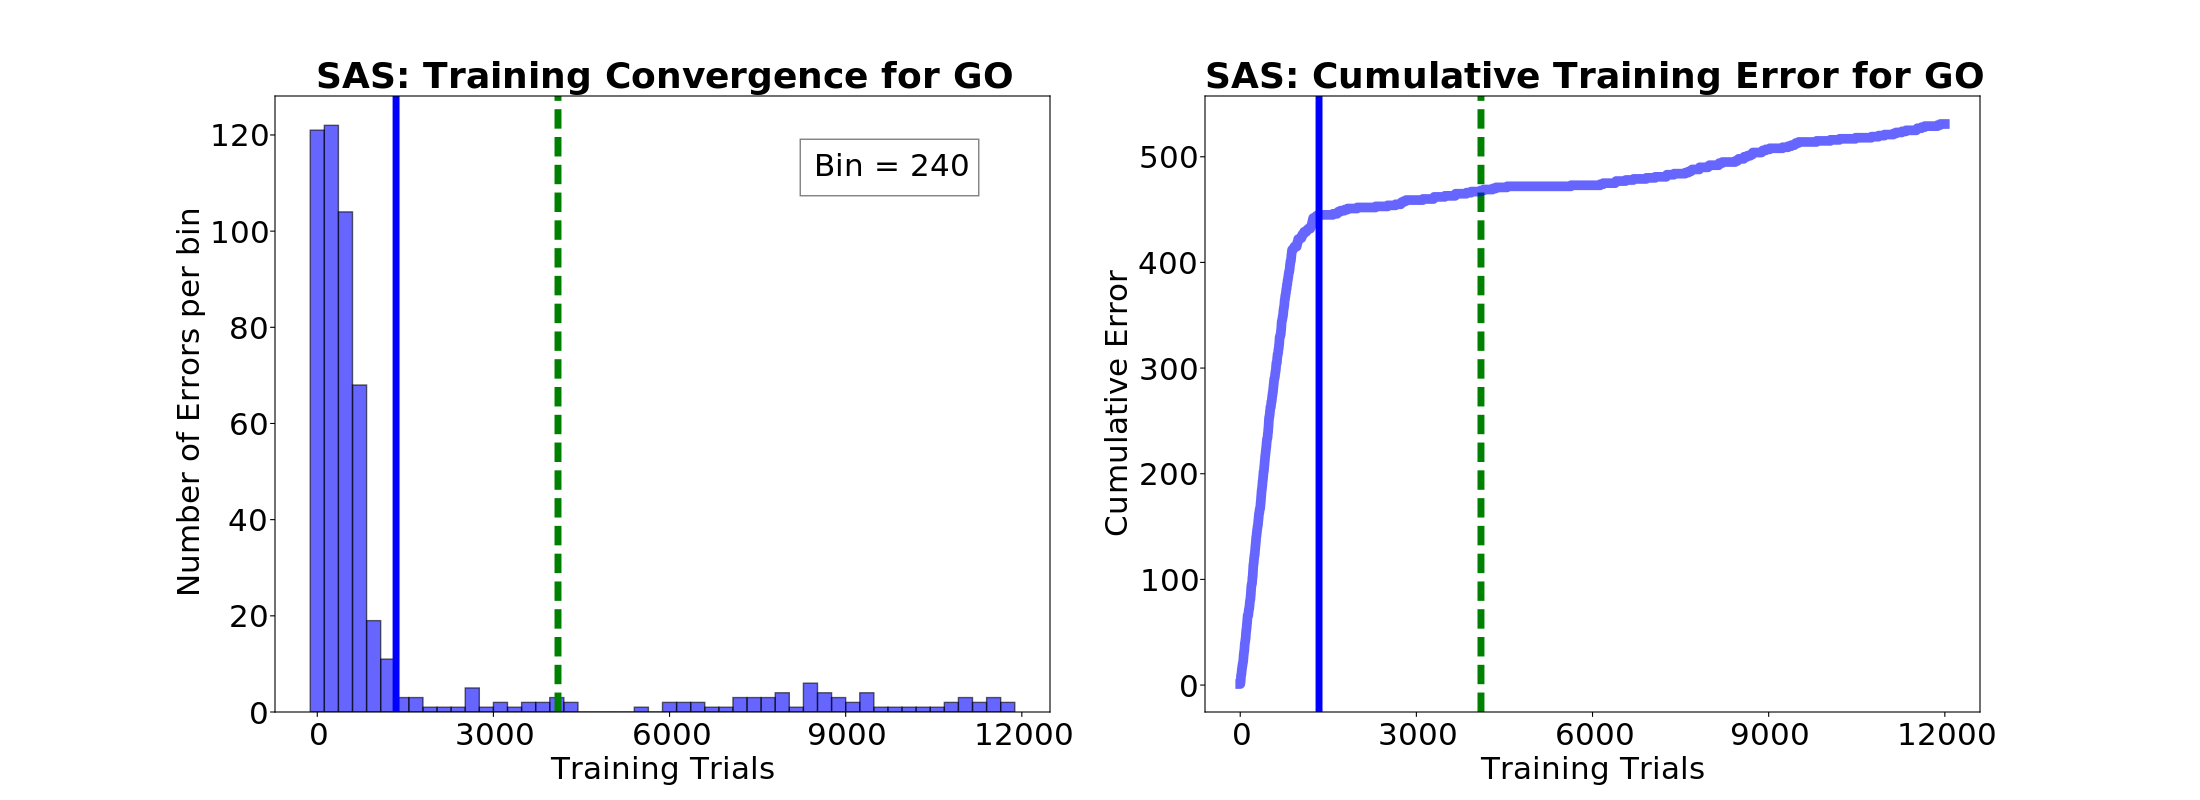 SAS: Training Convergence for GO
Number of Errors per bin
120
100
80
60
40
20
0
Bin = 240
0 3000 6000 9000 12000
Training Trials
SAS: Cumulative Training Error for GO
Cumulative Error
500
400
300
200
100
0
0 3000 6000 9000 12000
Training Trials